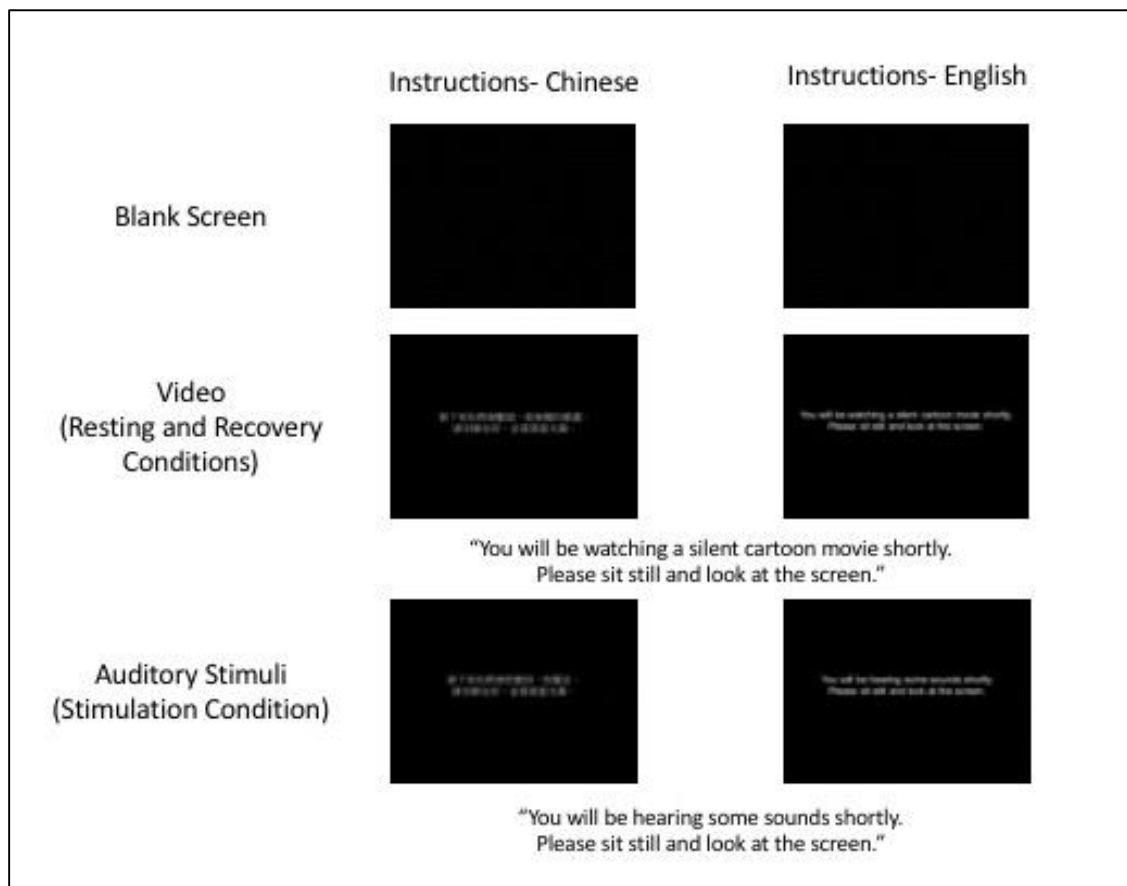 Instructions- Chinese
Instructions- English
Blank Screen
Video
(Resting and Recovery
Conditions)
You will be watching a silent cartoon movie shortly.
Please sit still and look at the screen.
“You will be watching a silent cartoon movie shortly.
Please sit still and look at the screen.”
Auditory Stimuli
(Stimulation Condition)
You will be hearing some sounds shortly.
Please sit still and look at the screen.
“You will be hearing some sounds shortly.
Please sit still and look at the screen.”